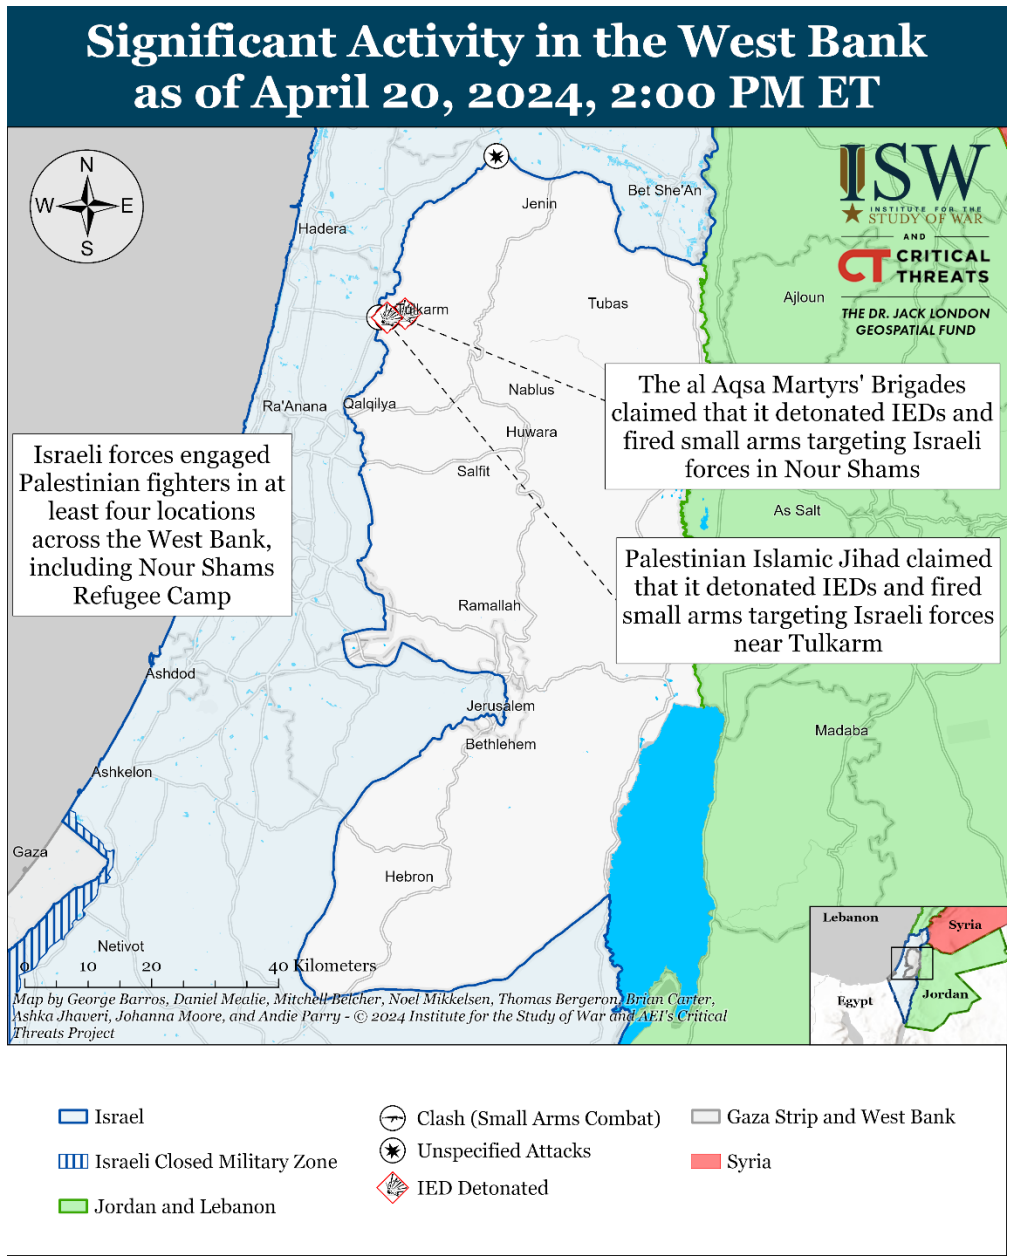 Significant Activity in the West Bank
as of April 20, 2024, 2:00 PM ET
N
W
E
S
ISW
INSTITUTE FOR THE
STUDY OF WAR
AND
CT CRITICAL
THREATS
THE DR. JACK LONDON
GEOSPATIAL FUND
Bet She'An
Jenin
Hadera
Ajloun
Tubas
Tulkarm
The al Aqsa Martyrs' Brigades
claimed that it detonated IEDs and
fired small arms targeting Israeli
forces in Nour Shams
Nablus
Ra'Anana
Qalqilya
Huwara
Salfit
Israeli forces engaged
Palestinian fighters in at
least four locations
across the West Bank,
including Nour Shams
Refugee Camp
As Salt
Palestinian Islamic Jihad claimed
that it detonated IEDs and fired
small arms targeting Israeli forces
near Tulkarm
Ramallah
Ashdod
Jerusalem
Bethlehem
Madaba
Ashkelon
Gaza
Hebron
Netivot
0 10 20 40 Kilometers
Map by George Barros, Daniel Mealie, Mitchell Belcher, Noel Mikkelsen, Thomas Bergeron, Brian Carter,
Ashka Jhaveri, Johanna Moore, and Andie Parry - © 2024 Institute for the Study of War and AEI's Critical
Threats Project
Lebanon
Syria
Egypt
Jordan
Israel
Israeli Closed Military Zone
Jordan and Lebanon
Clash (Small Arms Combat)
Unspecified Attacks
IED Detonated
Gaza Strip and West Bank
Syria